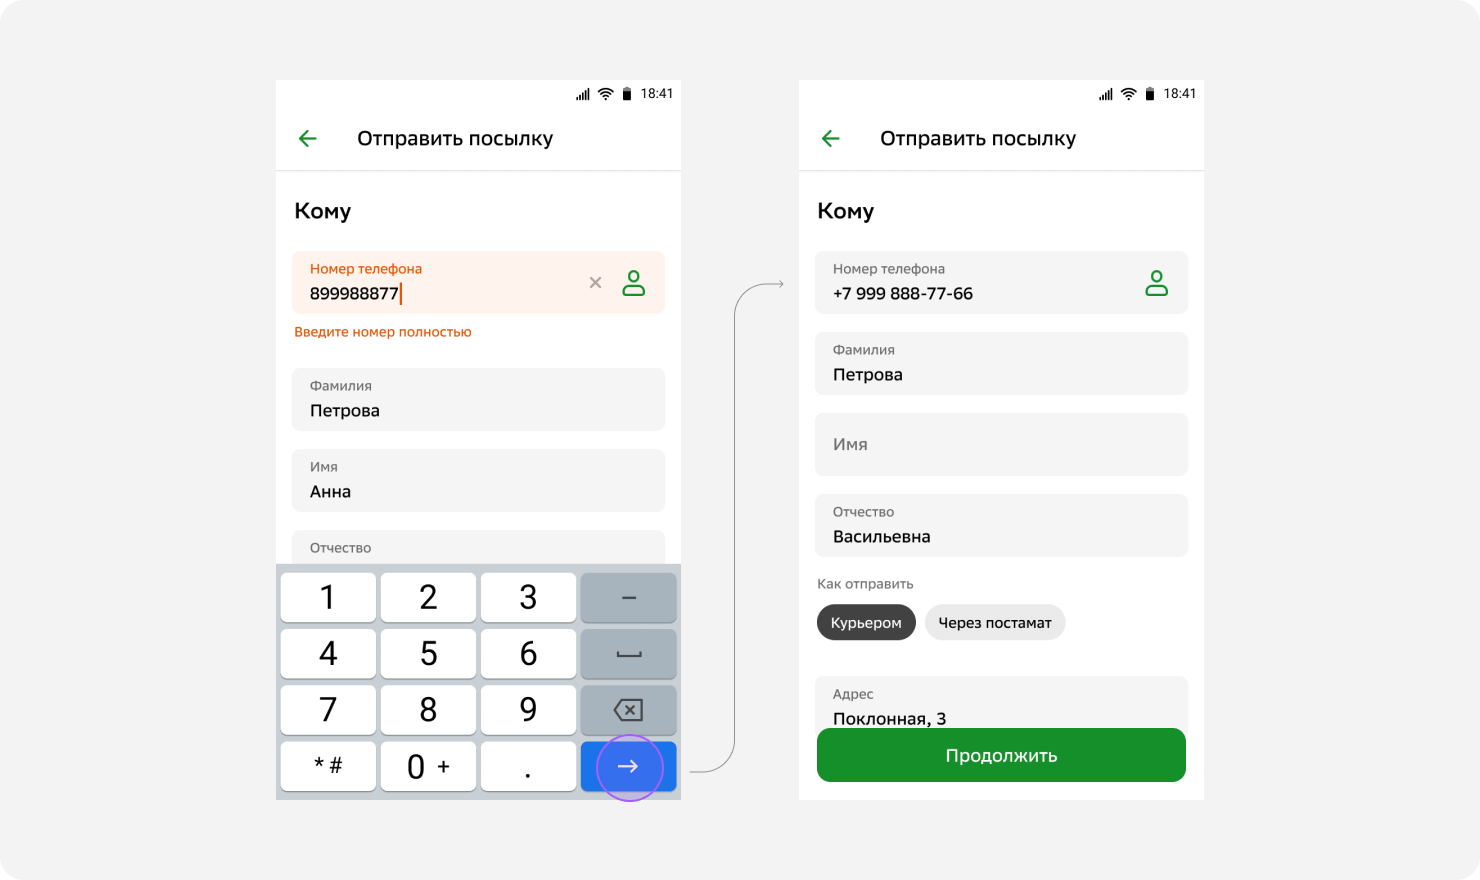 18:41
Отправить посылку
Кому
Номер телефона
899988877
Введите номер полностью
Фамилия
Петрова
Имя
Анна
Отчество
1 2 3 –
4 5 6
7 8 9
* # 0 + .
18:41
Отправить посылку
Кому
Номер телефона
+7 999 888-77-66
Фамилия
Петрова
Имя
Отчество
Васильевна
Как отправить
Курьером Через постамат
Адрес
Поклонная, 3
Продолжить